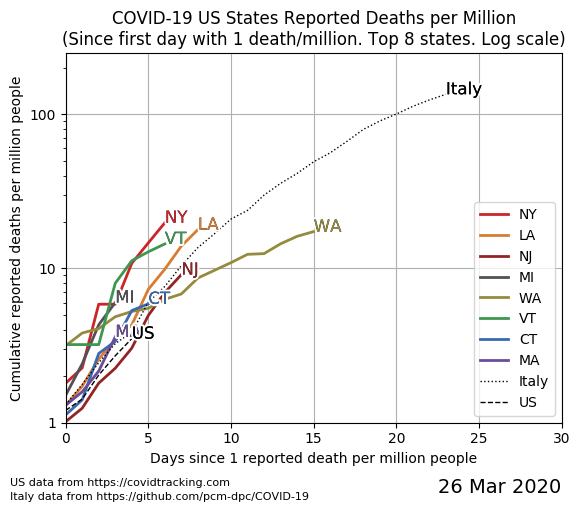 COVID-19 US States Reported Deaths per Million
(Since first day with 1 death/million. Top 8 states. Log scale)
Cumulative reported deaths per million people
100
10
1
Italy
NY
LA
VT
WA
NJ
MI
CT
US
NY
LA
NJ
MI
WA
VT
CT
MA
Italy
US
0 5 10 15 20 25 30
Days since 1 reported death per million people
US data from https://covidtracking.com
Italy data from https://github.com/pcm-dpc/COVID-19
26 Mar 2020